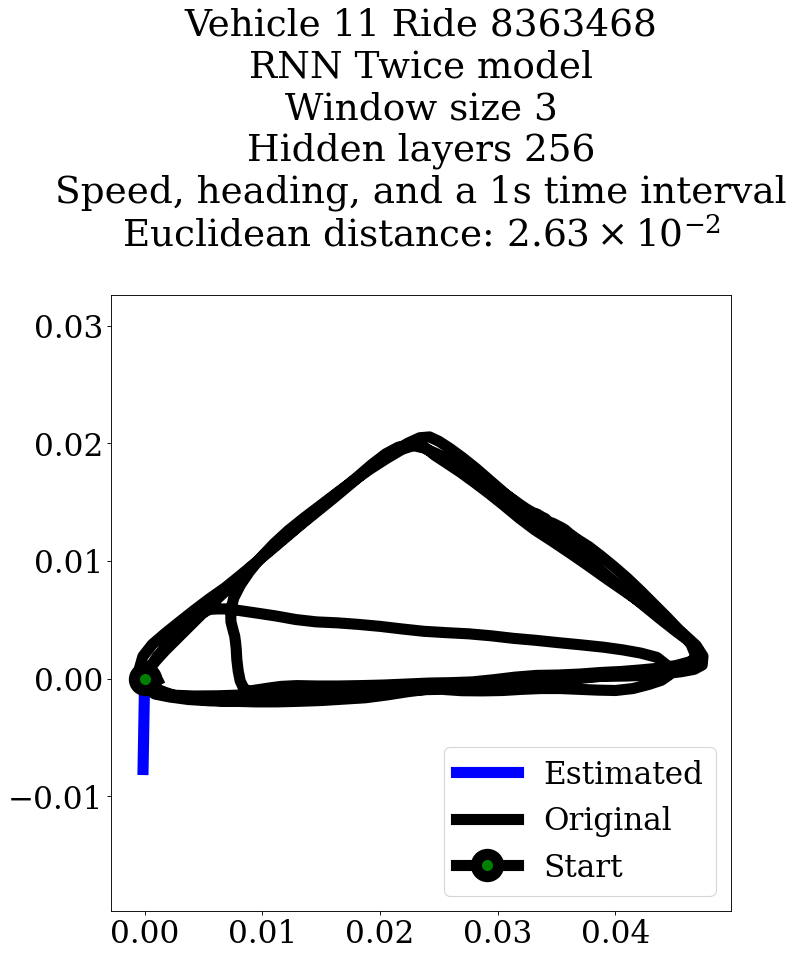 Vehicle 11 Ride 8363468
RNN Twice model
Window size 3
Hidden layers 256
Speed, heading, and a 1s time interval
Euclidean distance: 2.63 × 10⁻²
0.03
0.02
0.01
0.00
−0.01
Estimated
Original
Start
0.00 0.01 0.02 0.03 0.04